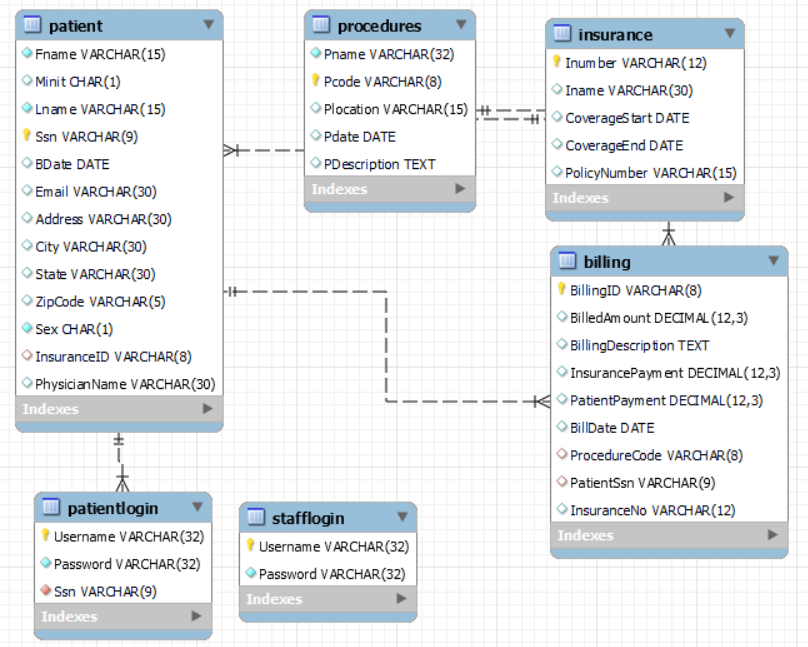 patient
Fname VARCHAR(15)
Minit CHAR(1)
Lname VARCHAR(15)
Ssn VARCHAR(9)
BDate DATE
Email VARCHAR(30)
Address VARCHAR(30)
City VARCHAR(30)
State VARCHAR(30)
ZipCode VARCHAR(5)
Sex CHAR(1)
InsuranceID VARCHAR(8)
PhysicianName VARCHAR(30)
Indexes
procedures
Pname VARCHAR(32)
Pcode VARCHAR(8)
Plocation VARCHAR(15)
Pdate DATE
PDescription TEXT
Indexes
insurance
Inumber VARCHAR(12)
Iname VARCHAR(30)
CoverageStart DATE
CoverageEnd DATE
PolicyNumber VARCHAR(15)
Indexes
billing
BillingID VARCHAR(8)
BilledAmount DECIMAL(12,3)
BillingDescription TEXT
InsurancePayment DECIMAL(12,3)
PatientPayment DECIMAL(12,3)
BillDate DATE
ProcedureCode VARCHAR(8)
PatientSsn VARCHAR(9)
InsuranceNo VARCHAR(12)
Indexes
patientlogin
Username VARCHAR(32)
Password VARCHAR(32)
Ssn VARCHAR(9)
Indexes
stafflogin
Username VARCHAR(32)
Password VARCHAR(32)
Indexes